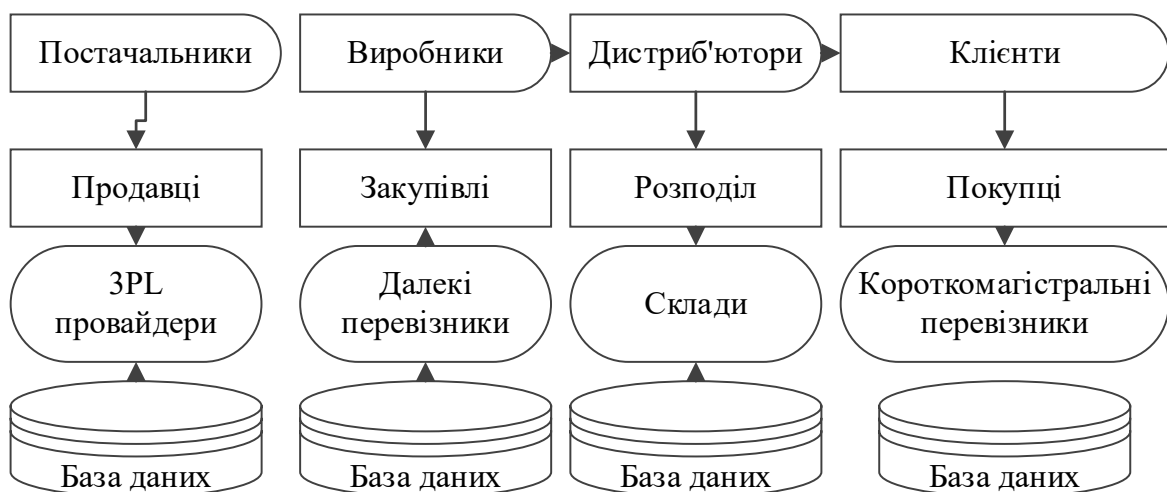 Постачальники
Виробники
Дистриб'ютори
Клієнти
Продавці
Закупівлі
Розподіл
Покупці
3PL
провайдери
Далекі
перевізники
Склади
Короткомагістральні
перевізники
База даних
База даних
База даних
База даних